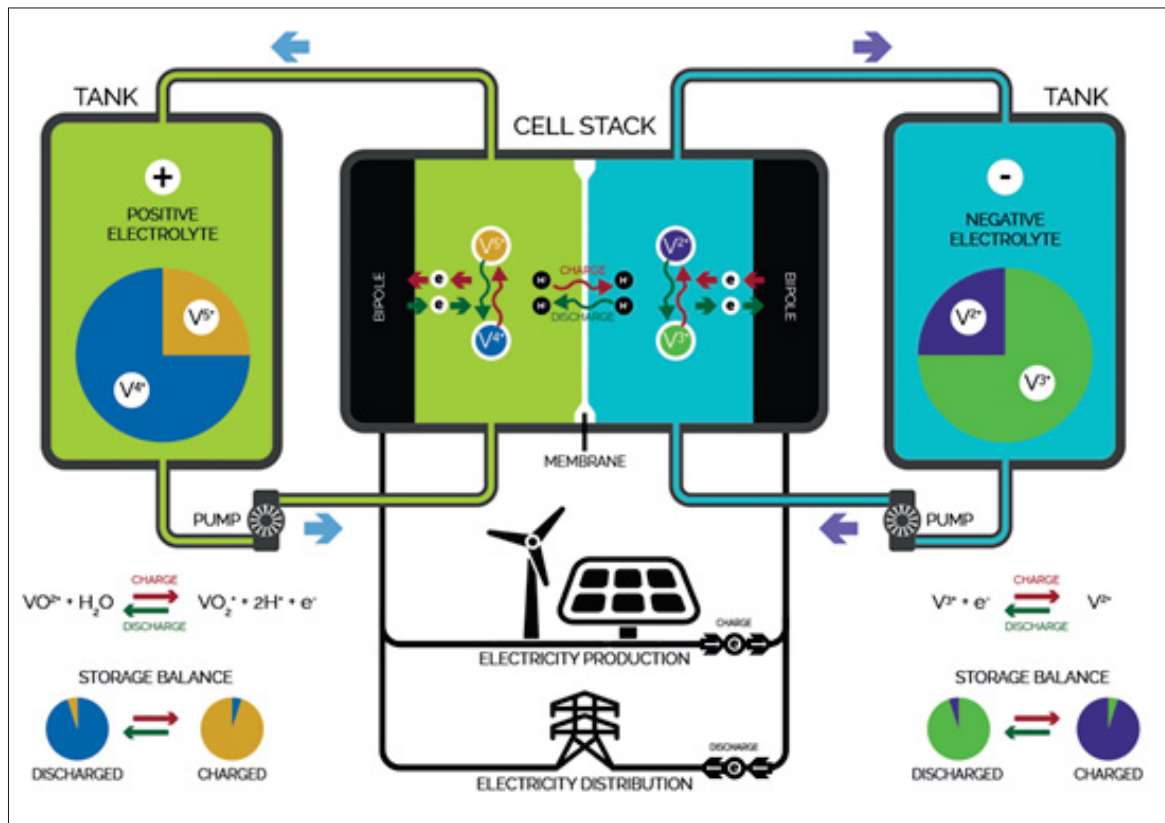 TANK
TANK
CELL STACK
+
-
POSITIVE
ELECTROLYTE
NEGATIVE
ELECTROLYTE
V⁵⁺
V⁴⁺
V²⁺
V³⁺
BIPOLE
BIPOLE
V⁵⁺
V⁴⁺
V²⁺
V³⁺
e
e
e
e
H
H
H
H
CHARGE
DISCHARGE
MEMBRANE
PUMP
PUMP
VO²⁺ + H₂O
CHARGE
DISCHARGE
VO₂⁺ + 2H⁺ + e⁻
V³⁺ + e⁻
CHARGE
DISCHARGE
V²⁺
CHARGE
e
ELECTRICITY PRODUCTION
STORAGE BALANCE
DISCHARGED
CHARGED
STORAGE BALANCE
DISCHARGED
CHARGED
DISCHARGE
e
ELECTRICITY DISTRIBUTION